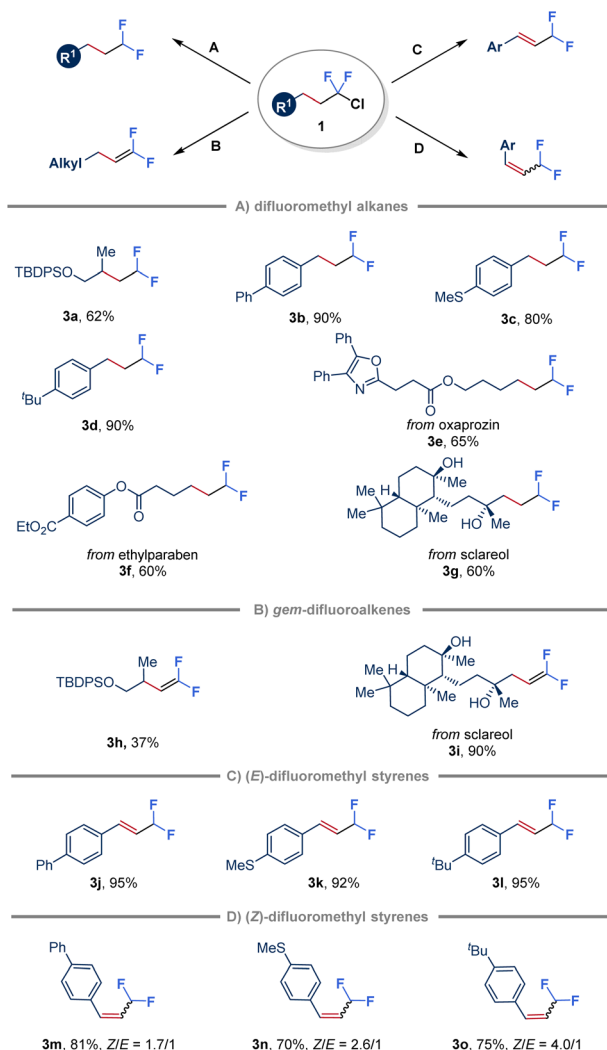 F
F
A
C
F
F
R¹
F F
Ar
R¹
Cl
1
F
Ar
F
Alkyl
F
B
D
F
A) difluoromethyl alkanes
Me
F
F
F
TBDPSO
F
F
F
Ph
MeS
3a, 62%
3b, 90%
3c, 80%
F
Ph
O
F
F
O
Ph
N
O
F
ᵗBu
from oxaprozin
3d, 90%
3e, 65%
OH
F
H
Me
F
O
F
Me
F
O
Me
Me
HO
Me
EtO₂C
from ethylparaben
from sclareol
3f, 60%
3g, 60%
B) gem-difluoroalkenes
OH
Me
F
H
Me
F
TBDPSO
F
Me
F
Me
Me
HO
Me
3h, 37%
from sclareol
3i, 90%
C) (E)-difluoromethyl styrenes
F
F
F
F
F
F
Ph
MeS
ᵗBu
3j, 95%
3k, 92%
3l, 95%
D) (Z)-difluoromethyl styrenes
Ph
MeS
ᵗBu
F
F
F
F
F
F
3m, 81%, Z/E = 1.7/1
3n, 70%, Z/E = 2.6/1
3o, 75%, Z/E = 4.0/1